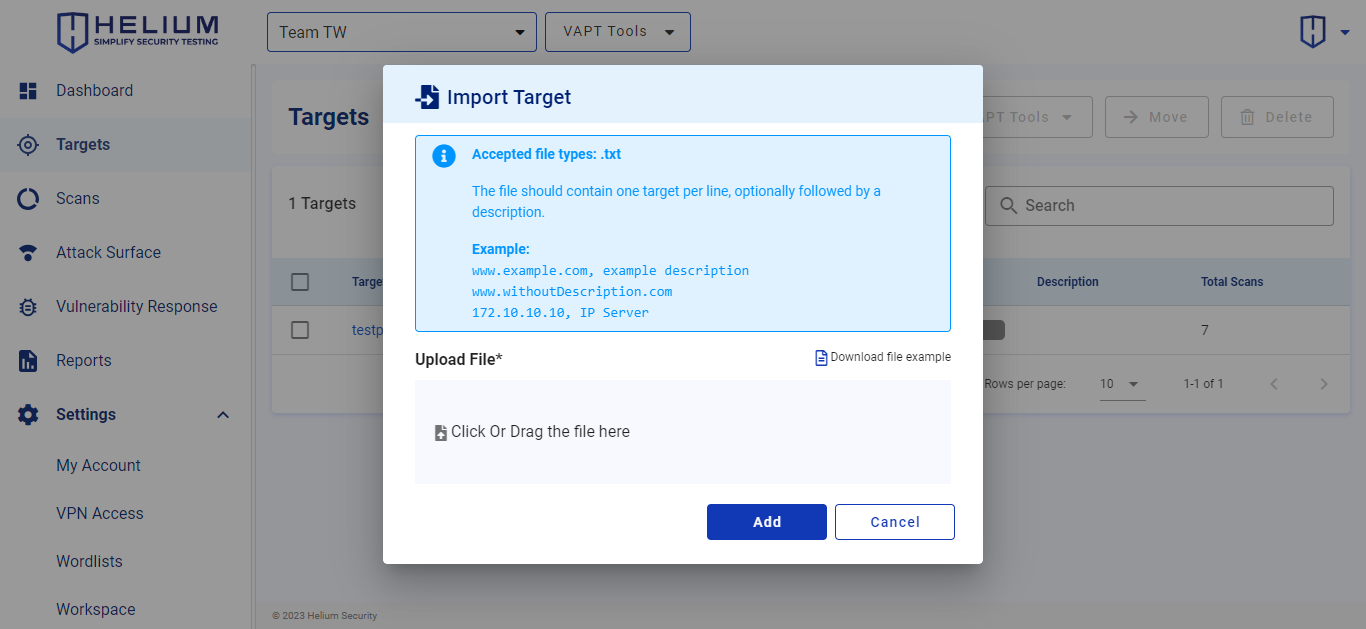 HELIUM
SIMPLIFY SECURITY TESTING
Team TW
VAPT Tools
Dashboard
Targets
Scans
Attack Surface
Vulnerability Response
Reports
Settings
My Account
VPN Access
Wordlists
Workspace
Targets
Tools
Move
Delete
1 Targets
Search
Description
Total Scans
7
Rows per page:
10
1-1 of 1
Import Target
Accepted file types: .txt
The file should contain one target per line, optionally followed by a
description.
Example:
www.example.com, example description
www.withoutDescription.com
172.10.10.10, IP Server
Upload File*
Download file example
Click Or Drag the file here
Add
Cancel
© 2023 Helium Security